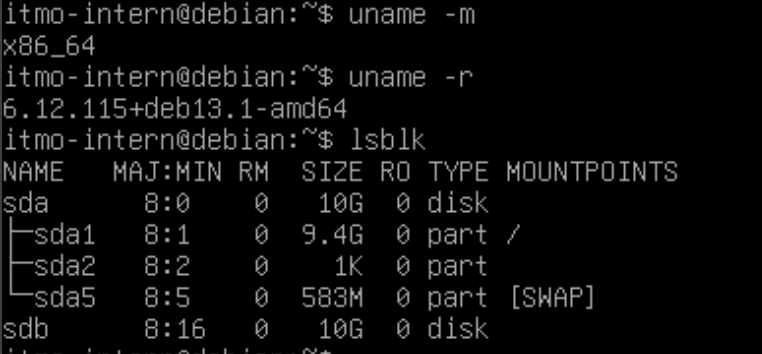 itmo-intern@debian:~$ uname -m
x86_64
itmo-intern@debian:~$ uname -r
6.12.115+deb13.1-amd64
itmo-intern@debian:~$ lsblk
NAME   MAJ:MIN RM  SIZE RO TYPE MOUNTPOINTS
sda      8:0    0   10G  0 disk
├─sda1   8:1    0  9.4G  0 part /
├─sda2   8:2    0    1K  0 part
└─sda5   8:5    0  583M  0 part [SWAP]
sdb      8:16   0   10G  0 disk
itmo-intern@debian:~$